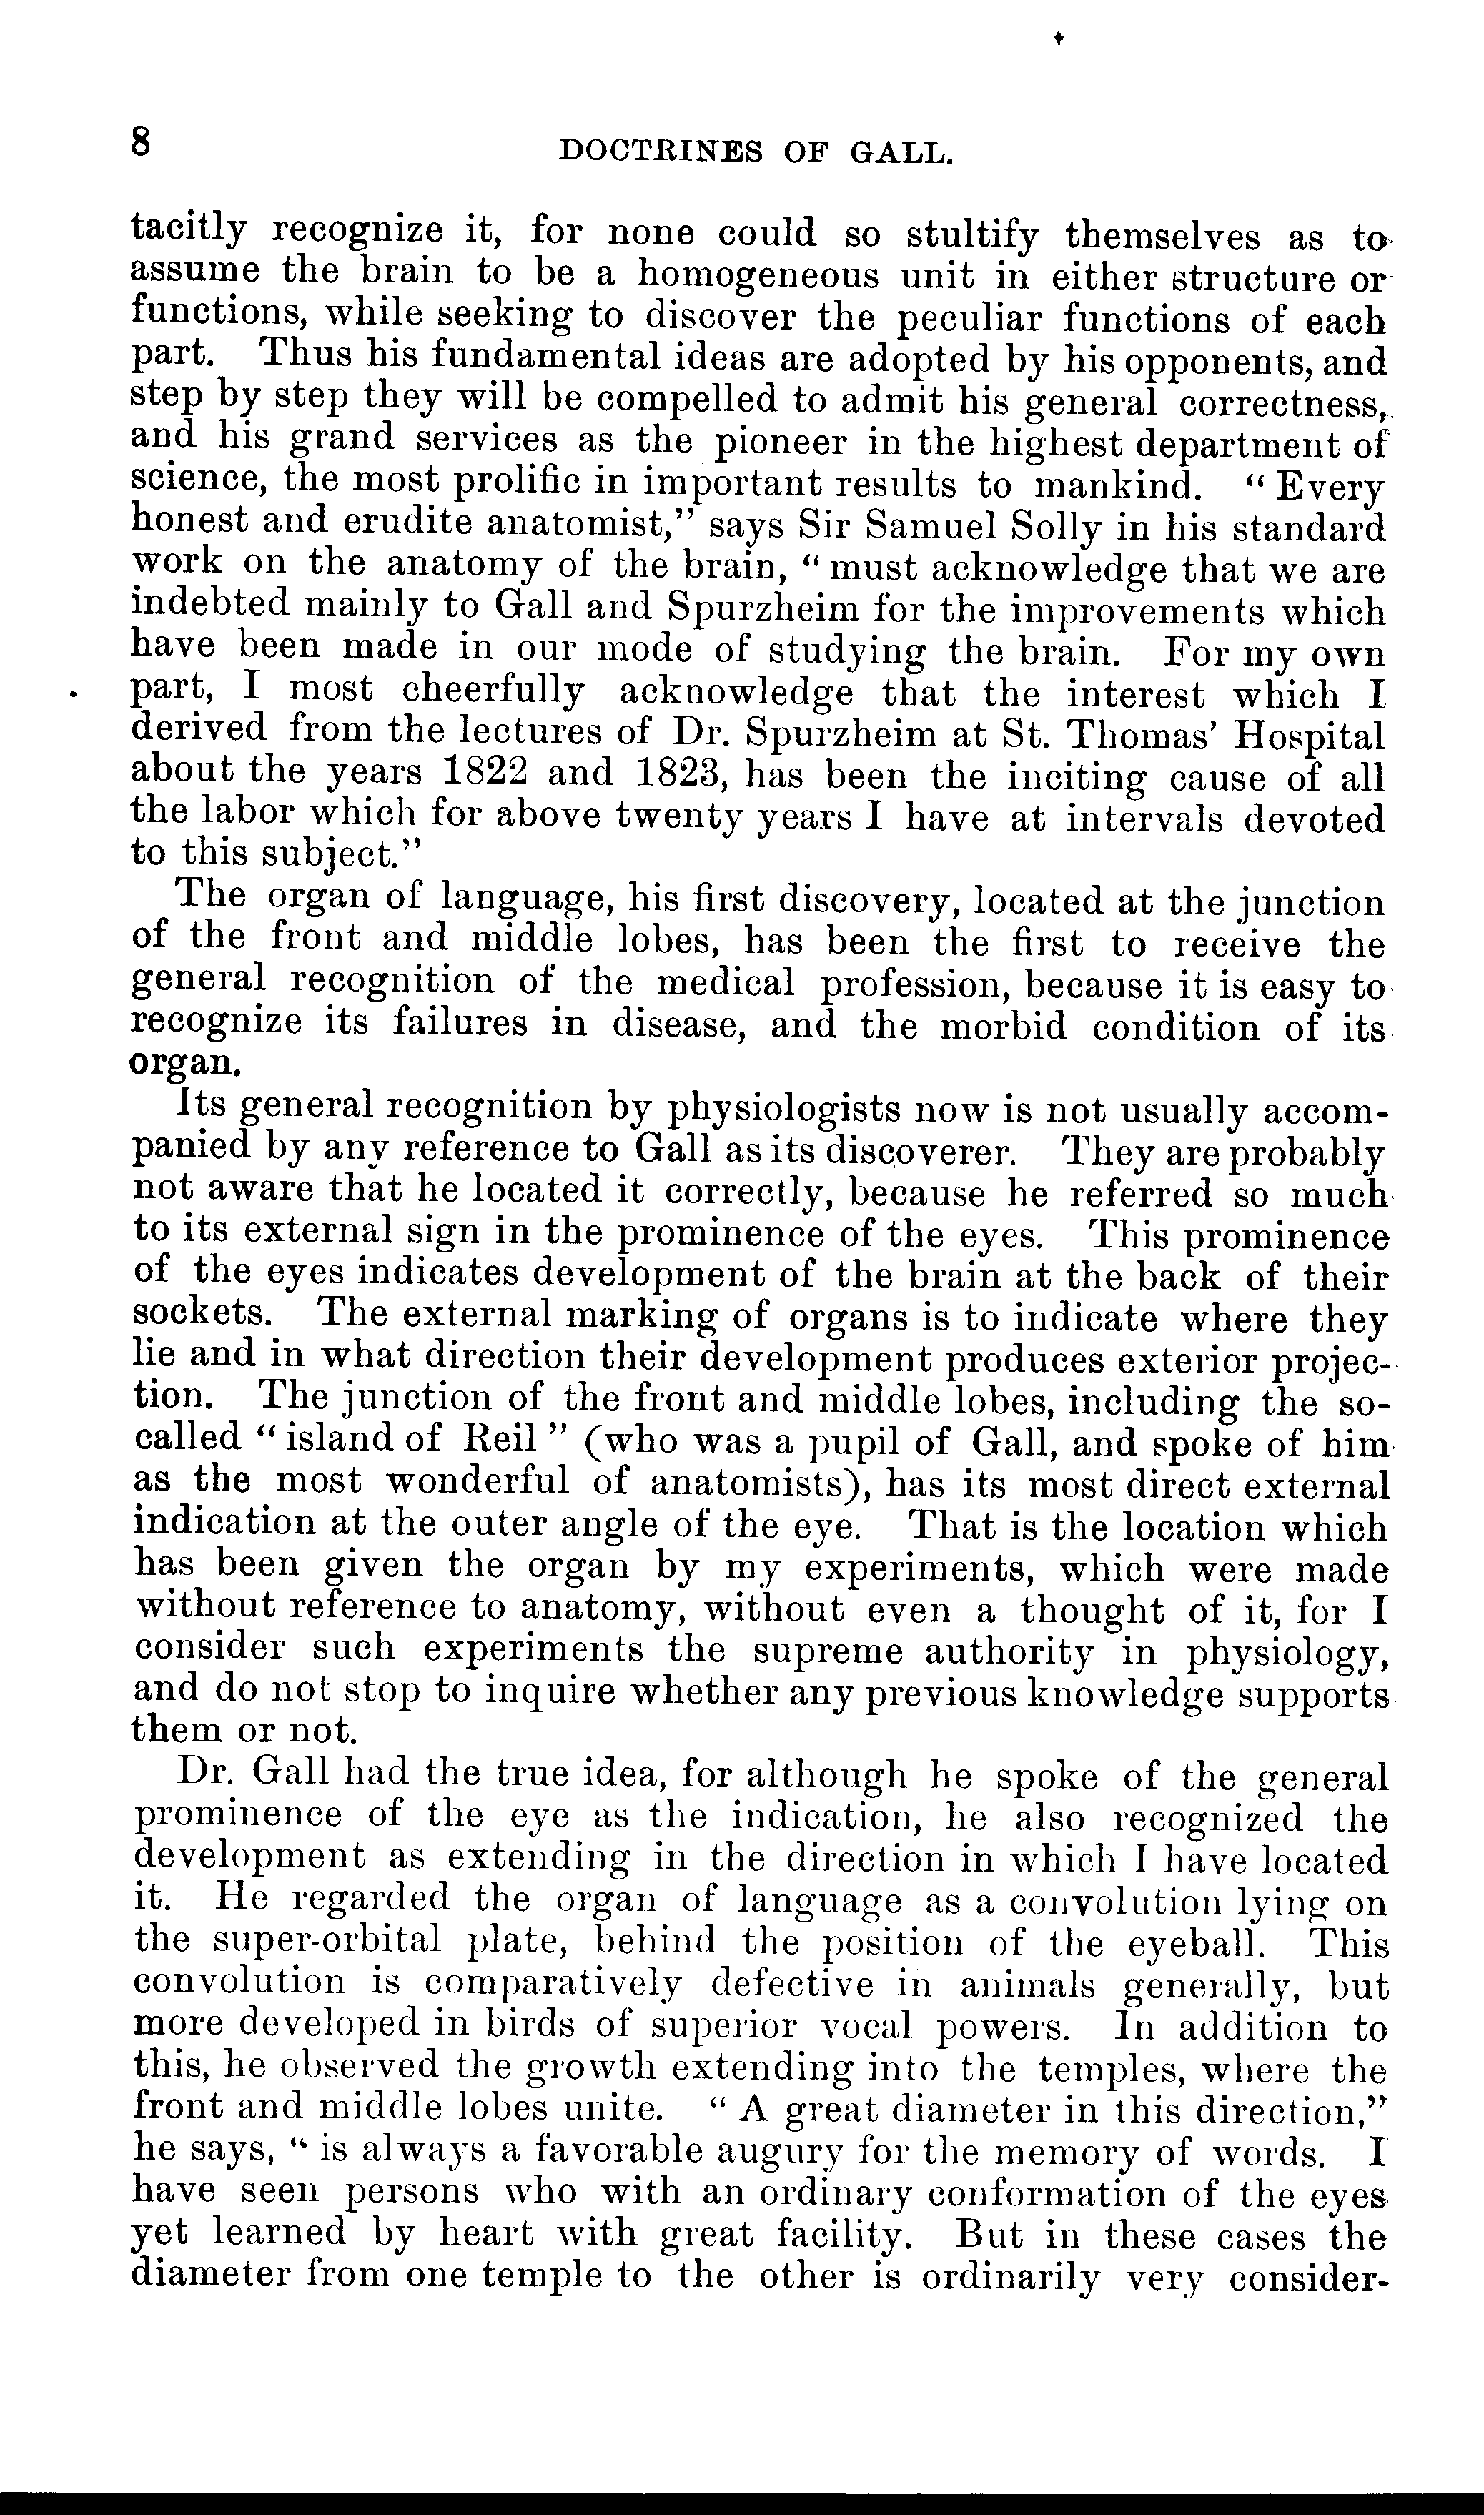 8
DOCTRINES OF GALL.
tacitly recognize it, for none could so stultify themselves as to
assume the brain to be a homogeneous unit in either structure or
functions, while seeking to discover the peculiar functions of each
part. Thus his fundamental ideas are adopted by his opponents, and
step by step they will be compelled to admit his general correctness,
and his grand services as the pioneer in the highest department of
science, the most prolific in important results to mankind. “Every
honest and erudite anatomist,” says Sir Samuel Solly in his standard
work on the anatomy of the brain, “must acknowledge that we are
indebted mainly to Gall and Spurzheim for the improvements which
have been made in our mode of studying the brain. For my own
part, I most cheerfully acknowledge that the interest which I
derived from the lectures of Dr. Spurzheim at St. Thomas’ Hospital
about the years 1822 and 1823, has been the inciting cause of all
the labor which for above twenty years I have at intervals devoted
to this subject.”
The organ of language, his first discovery, located at the junction
of the front and middle lobes, has been the first to receive the
general recognition of the medical profession, because it is easy to
recognize its failures in disease, and the morbid condition of its
organ.
Its general recognition by physiologists now is not usually accom-
panied by any reference to Gall as its discoverer. They are probably
not aware that he located it correctly, because he referred so much
to its external sign in the prominence of the eyes. This prominence
of the eyes indicates development of the brain at the back of their
sockets. The external marking of organs is to indicate where they
lie and in what direction their development produces exterior projec-
tion. The junction of the front and middle lobes, including the so-
called “island of Reil” (who was a pupil of Gall, and spoke of him
as the most wonderful of anatomists), has its most direct external
indication at the outer angle of the eye. That is the location which
has been given the organ by my experiments, which were made
without reference to anatomy, without even a thought of it, for I
consider such experiments the supreme authority in physiology,
and do not stop to inquire whether any previous knowledge supports
them or not.
Dr. Gall had the true idea, for although he spoke of the general
prominence of the eye as the indication, he also recognized the
development as extending in the direction in which I have located
it. He regarded the organ of language as a convolution lying on
the super-orbital plate, behind the position of the eyeball. This
convolution is comparatively defective in animals generally, but
more developed in birds of superior vocal powers. In addition to
this, he observed the growth extending into the temples, where the
front and middle lobes unite. “A great diameter in this direction,”
he says, “is always a favorable augury for the memory of words. I
have seen persons who with an ordinary conformation of the eyes
yet learned by heart with great facility. But in these cases the
diameter from one temple to the other is ordinarily very consider-